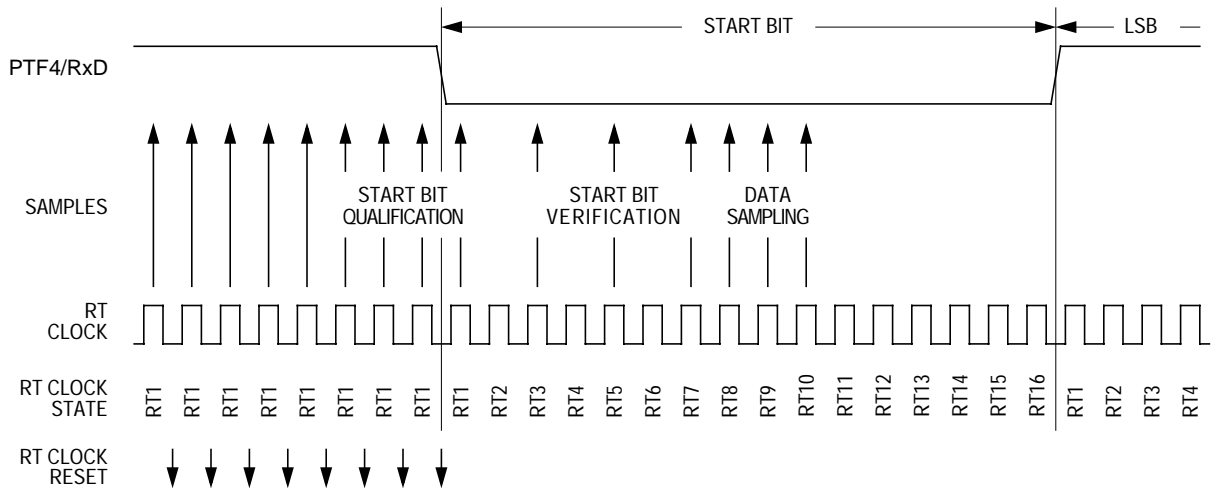 START BIT
LSB
PTF4/RxD
SAMPLES
START BIT
QUALIFICATION
START BIT
VERIFICATION
DATA
SAMPLING
RT
CLOCK
RT CLOCK
STATE
RT1 RT1 RT1 RT1 RT1 RT1 RT1 RT1 RT1 RT2 RT3 RT4 RT5 RT6 RT7 RT8 RT9 RT10 RT11 RT12 RT13 RT14 RT15 RT16 RT1 RT2 RT3 RT4
RT CLOCK
RESET